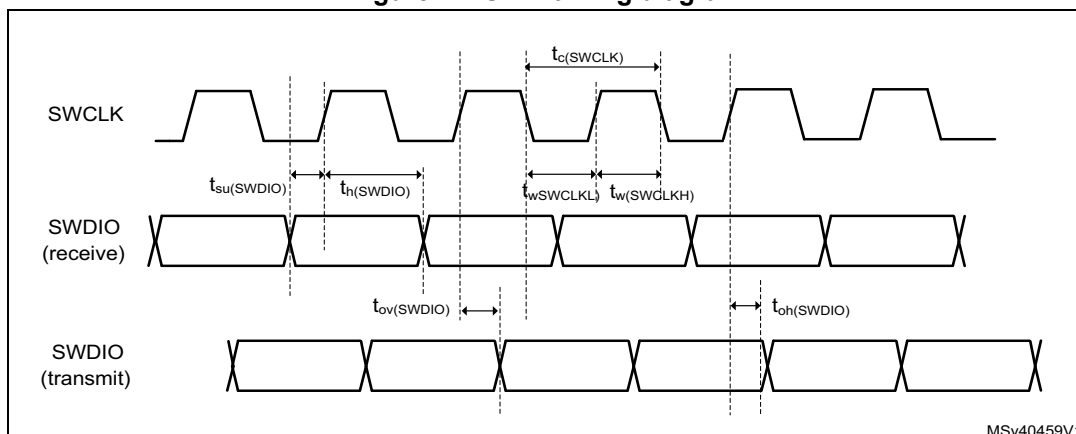 tc(SWCLK)
SWCLK
tsu(SWDIO) th(SWDIO) twSWCLKL) tw(SWCLKH)
SWDIO
(receive)
tov(SWDIO) toh(SWDIO)
SWDIO
(transmit)